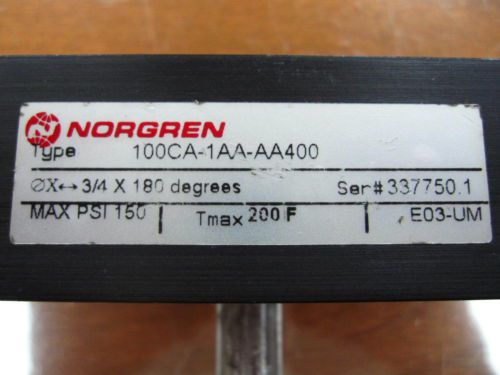 NORGREN
Type 100CA-1AA-AA400
ØX↔ 3/4 X 180 degrees Ser# 337750.1
MAX PSI 150 Tmax 200 F E03-UM